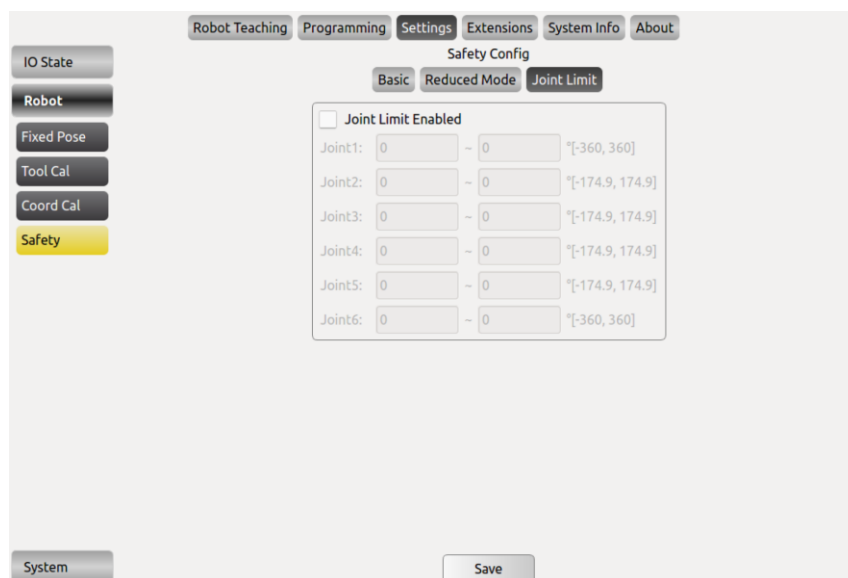 Robot Teaching Programming Settings Extensions System Info About
Safety Config
Basic Reduced Mode Joint Limit
IO State
Robot
Fixed Pose
Tool Cal
Coord Cal
Safety
Joint Limit Enabled
Joint1: 0 ~ 0 °[-360, 360]
Joint2: 0 ~ 0 °[-174.9, 174.9]
Joint3: 0 ~ 0 °[-174.9, 174.9]
Joint4: 0 ~ 0 °[-174.9, 174.9]
Joint5: 0 ~ 0 °[-174.9, 174.9]
Joint6: 0 ~ 0 °[-360, 360]
System
Save